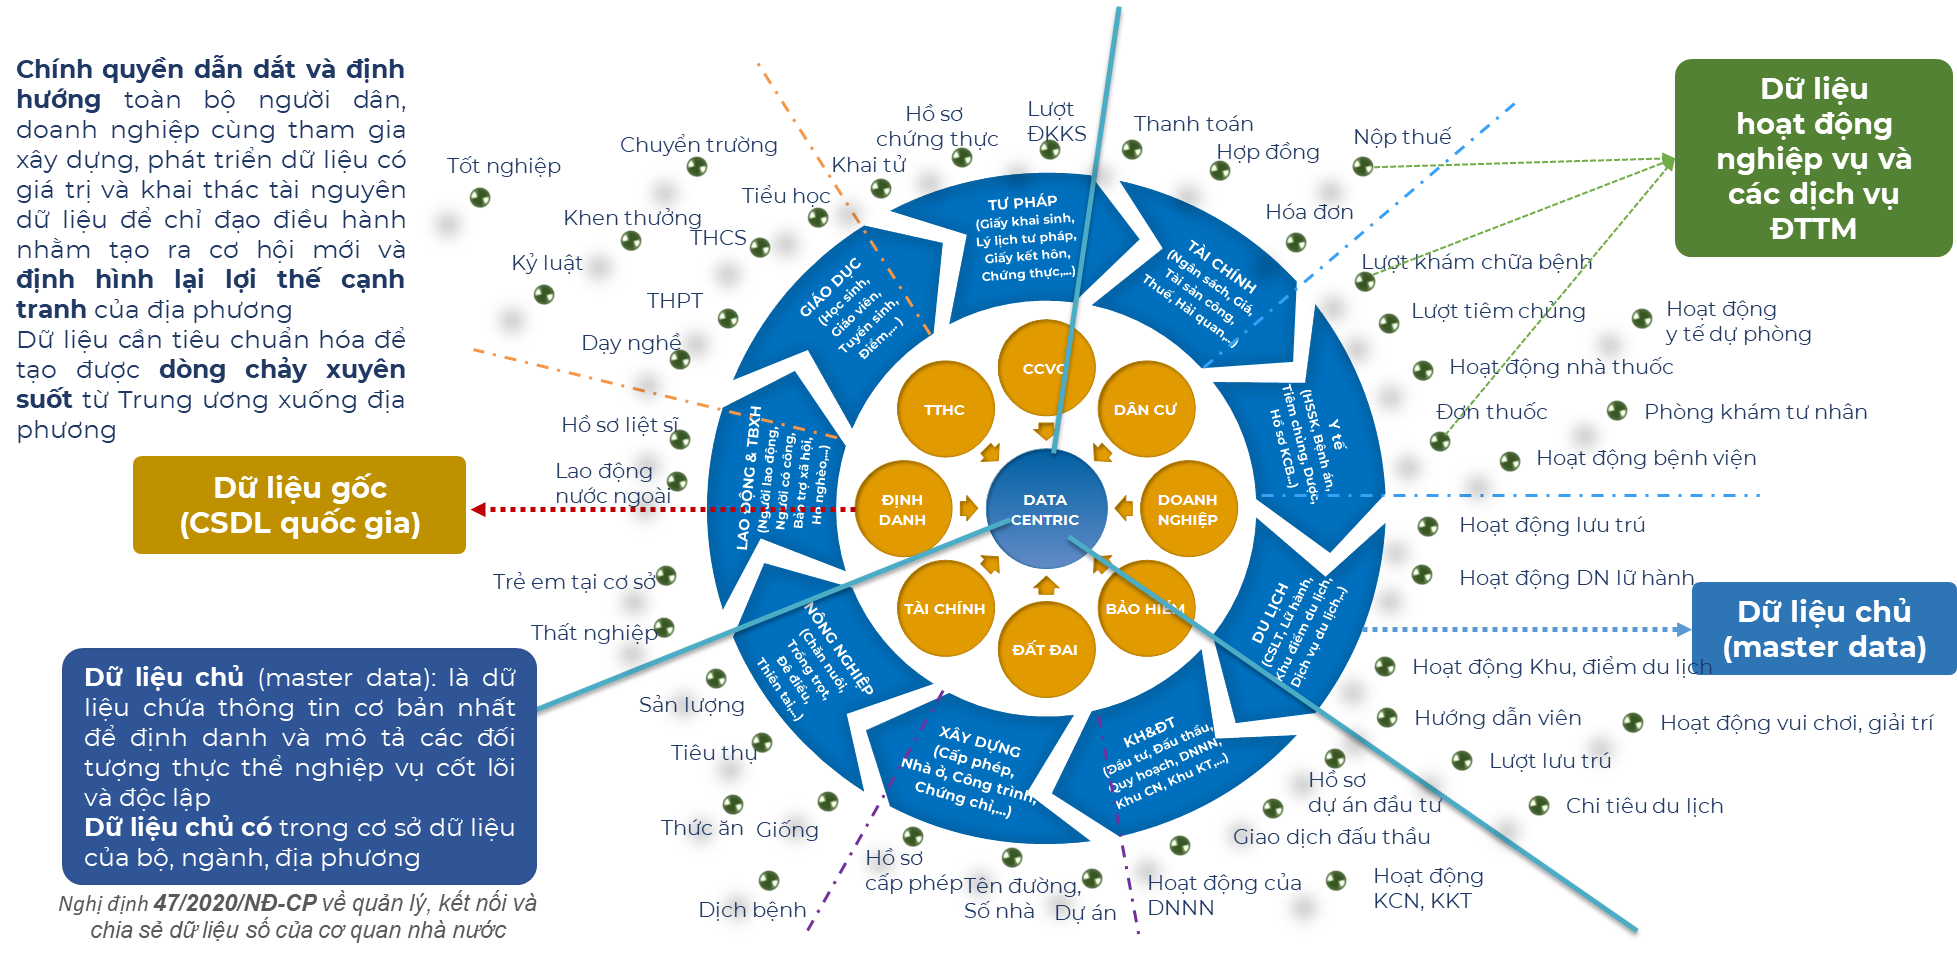 Chính quyền dẫn dắt và định
hướng toàn bộ người dân,
doanh nghiệp cùng tham gia
xây dựng, phát triển dữ liệu có
giá trị và khai thác tài nguyên
dữ liệu để chỉ đạo điều hành
nhằm tạo ra cơ hội mới và
định hình lại lợi thế cạnh
tranh của địa phương
Dữ liệu cần tiêu chuẩn hóa để
tạo được dòng chảy xuyên
suốt từ Trung ương xuống địa
phương
Dữ liệu gốc
(CSDL quốc gia)
Dữ liệu chủ (master data): là dữ
liệu chứa thông tin cơ bản nhất
để định danh và mô tả các đối
tượng thực thể nghiệp vụ cốt lõi
và độc lập
Dữ liệu chủ có trong cơ sở dữ liệu
của bộ, ngành, địa phương
Nghị định 47/2020/NĐ-CP về quản lý, kết nối và
chia sẻ dữ liệu số của cơ quan nhà nước
Tốt nghiệp
Chuyển trường
Khen thưởng
Kỷ luật
Tiểu học
THCS
THPT
Dạy nghề
Khai tử
Hồ sơ
chứng thực
Lượt
ĐKKS
Thanh toán
Hợp đồng
Hóa đơn
Nộp thuế
Dữ liệu
hoạt động
nghiệp vụ và
các dịch vụ
ĐTTM
Lượt khám chữa bệnh
Lượt tiêm chủng
Hoạt động
y tế dự phòng
Hoạt động nhà thuốc
Đơn thuốc
Phòng khám tư nhân
Hoạt động bệnh viện
Hoạt động lưu trú
Hoạt động DN lữ hành
Dữ liệu chủ
(master data)
Hoạt động Khu, điểm du lịch
Hướng dẫn viên
Hoạt động vui chơi, giải trí
Lượt lưu trú
Chi tiêu du lịch
Hồ sơ
dự án đầu tư
Giao dịch đấu thầu
Hoạt động
KCN, KKT
Hoạt động của
DNNN
Dự án
Tên đường,
Số nhà
Hồ sơ
cấp phép
Dịch bệnh
Thức ăn
Giống
Tiêu thụ
Sản lượng
Thất nghiệp
Trẻ em tại cơ sở
Lao động
nước ngoài
Hồ sơ liệt sĩ
TƯ PHÁP
(Giấy khai sinh,
Lý lịch tư pháp,
Giấy kết hôn,
Chứng thực,...)
TÀI CHÍNH
(Ngân sách, Giá,
Tài sản công,
Thuế, Hải quan,...)
Y tế
(HSSK, Bệnh án,
Tiêm chủng, Dược,
Hồ sơ KCB...)
DU LỊCH
(CSLT, Lữ hành,
Khu điểm du lịch,
Dịch vụ du lịch,..)
KH&ĐT
(Đầu tư, Đấu thầu,
Quy hoạch, DNNN,
Khu CN, Khu KT,...)
XÂY DỰNG
(Cấp phép,
Nhà ở, Công trình,
Chứng chỉ,...)
NÔNG NGHIỆP
(Chăn nuôi,
Trồng trọt,
Đê điều,
Thiên tai,...)
LAO ĐỘNG & TBXH
(Người lao động,
Người có công,
Bảo trợ xã hội,
Hộ nghèo,...)
GIÁO DỤC
(Học sinh,
Giáo viên,
Tuyển sinh,
Điểm,... )
CCVC
DÂN CƯ
DOANH
NGHIỆP
BẢO HIỂM
ĐẤT ĐAI
TÀI CHÍNH
ĐỊNH
DANH
TTHC
DATA
CENTRIC